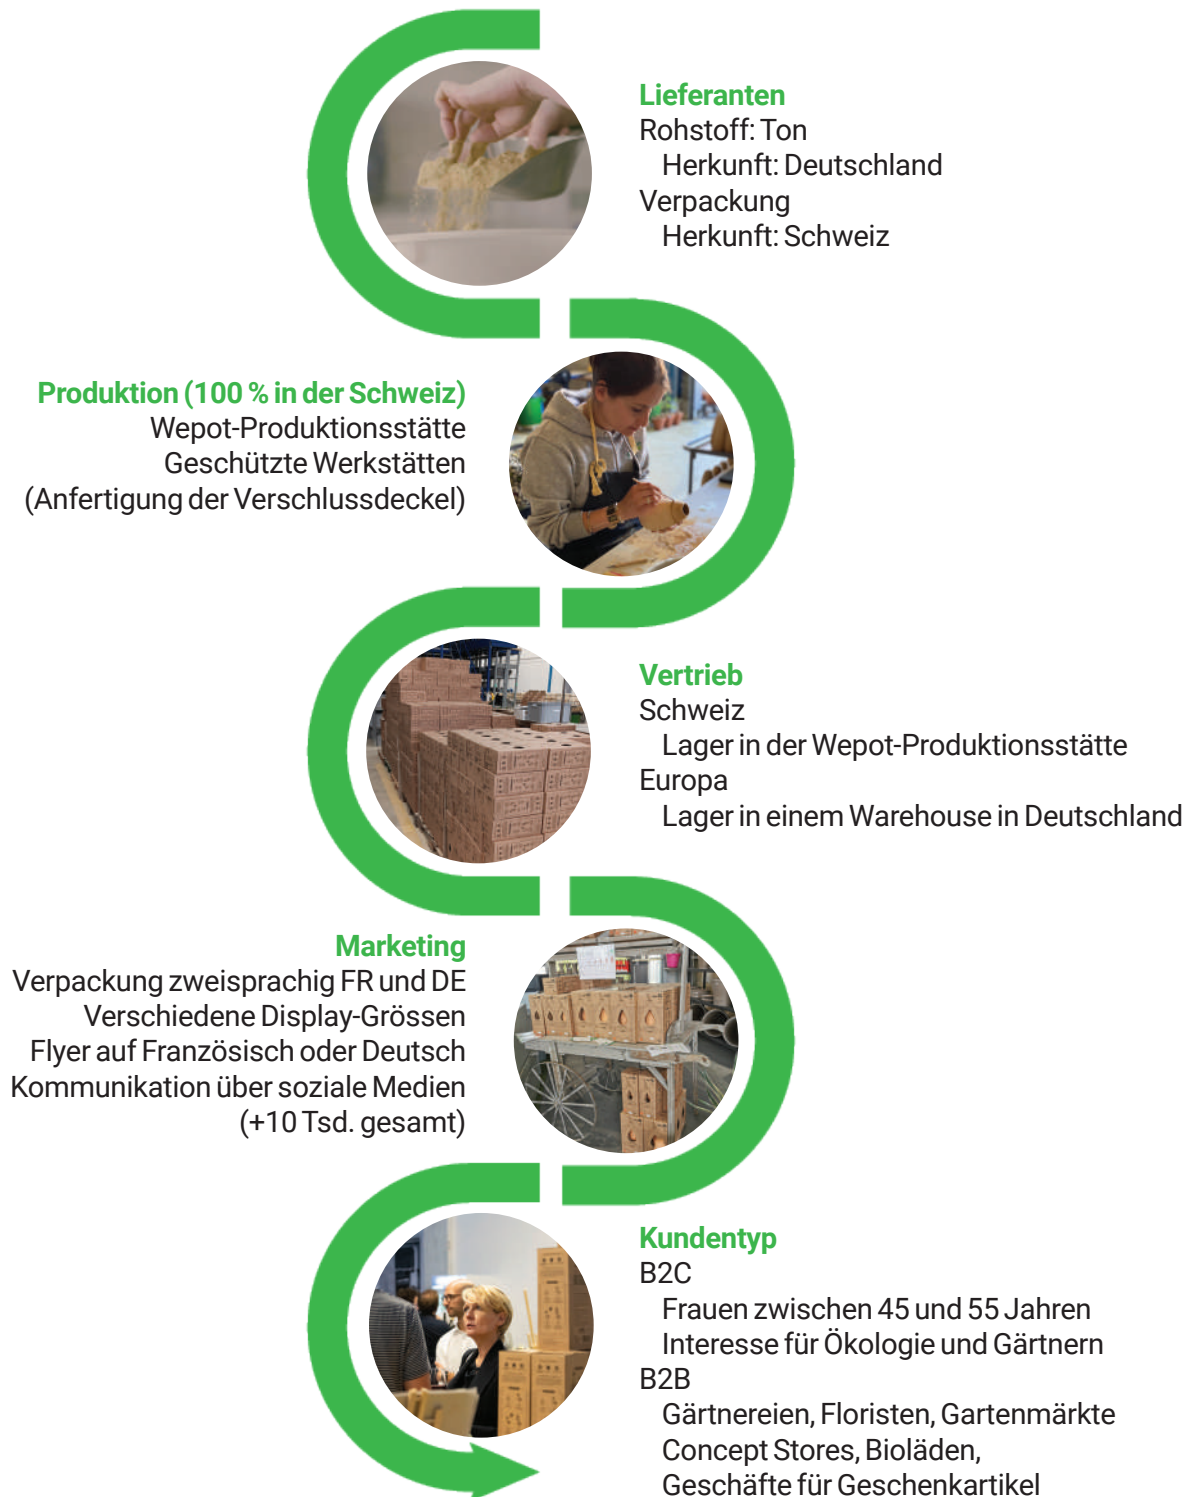 Lieferanten
Rohstoff: Ton
Herkunft: Deutschland
Verpackung
Herkunft: Schweiz
Produktion (100 % in der Schweiz)
Wepot-Produktionsstätte
Geschützte Werkstätten
(Anfertigung der Verschlussdeckel)
Vertrieb
Schweiz
Lager in der Wepot-Produktionsstätte
Europa
Lager in einem Warehouse in Deutschland
Marketing
Verpackung zweisprachig FR und DE
Verschiedene Display-Grössen
Flyer auf Französisch oder Deutsch
Kommunikation über soziale Medien
(+10 Tsd. gesamt)
Kundentyp
B2C
Frauen zwischen 45 und 55 Jahren
Interesse für Ökologie und Gärtnern
B2B
Gärtnereien, Floristen, Gartenmärkte
Concept Stores, Bioläden,
Geschäfte für Geschenkartikel